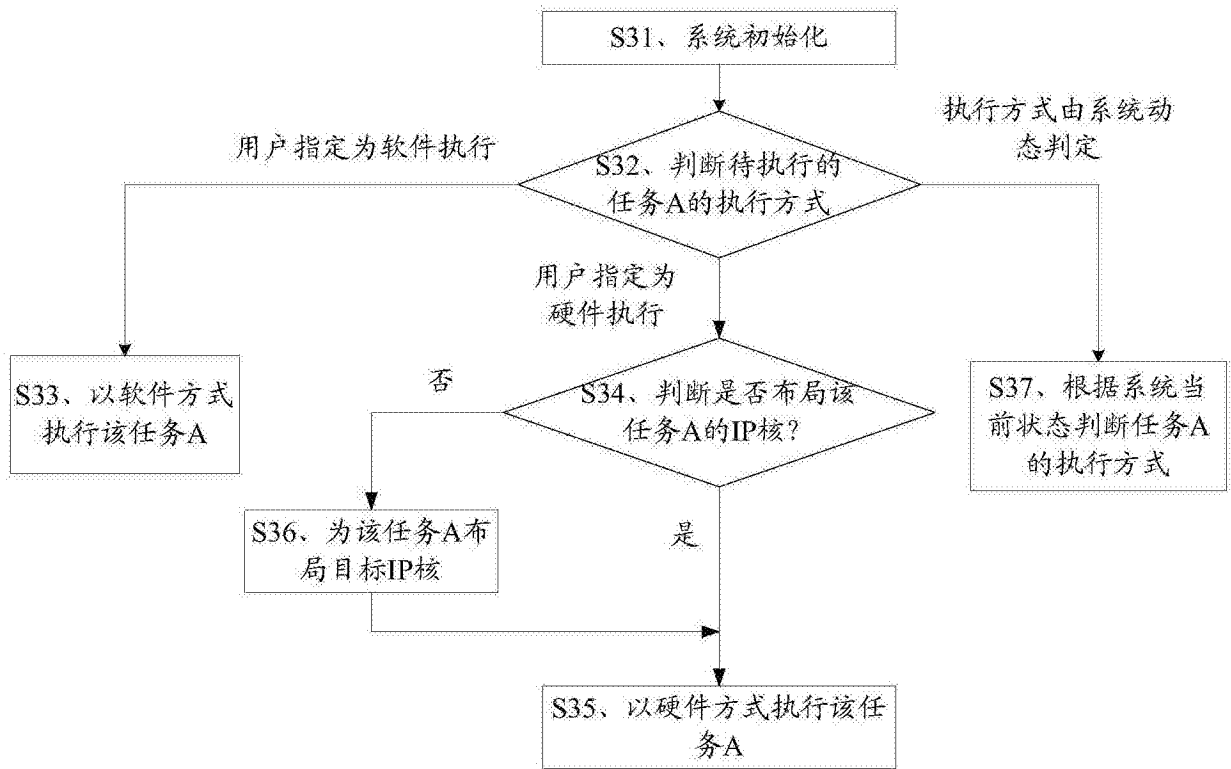 S31、系统初始化
执行方式由系统动
态判定
用户指定为软件执行
S32、判断待执行的
任务A的执行方式
用户指定为
硬件执行
S33、以软件方式
执行该任务A
否
S34、判断是否布局该
任务A的IP核？
S37、根据系统当
前状态判断任务A
的执行方式
S36、为该任务A布
局目标IP核
是
S35、以硬件方式执行该任
务A